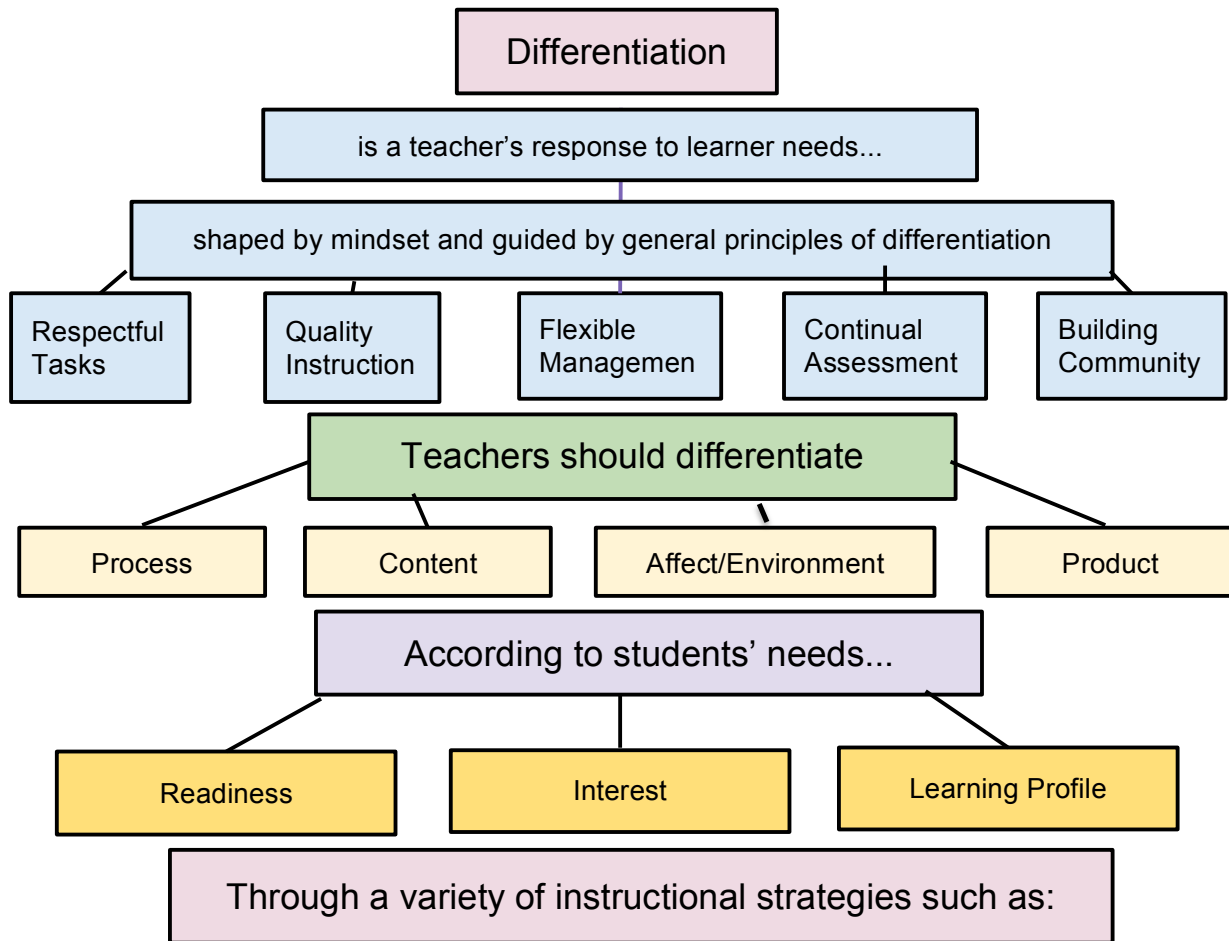 Differentiation
is a teacher’s response to learner needs...
shaped by mindset and guided by general principles of differentiation
Respectful
Tasks
Quality
Instruction
Flexible
Managemen
Continual
Assessment
Building
Community
Teachers should differentiate
Process
Content
Affect/Environment
Product
According to students’ needs...
Readiness
Interest
Learning Profile
Through a variety of instructional strategies such as: